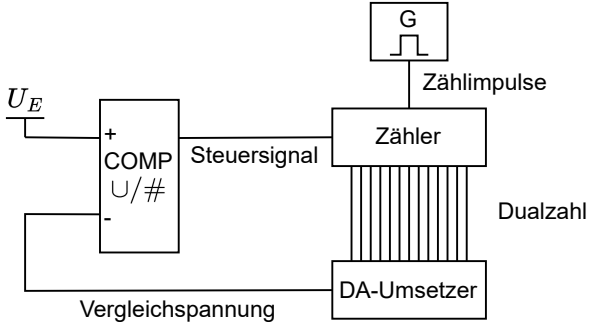 G
Zählimpulse
U_E
+
COMP
∪/#
-
Steuersignal
Zähler
Dualzahl
DA-Umsetzer
Vergleichspannung